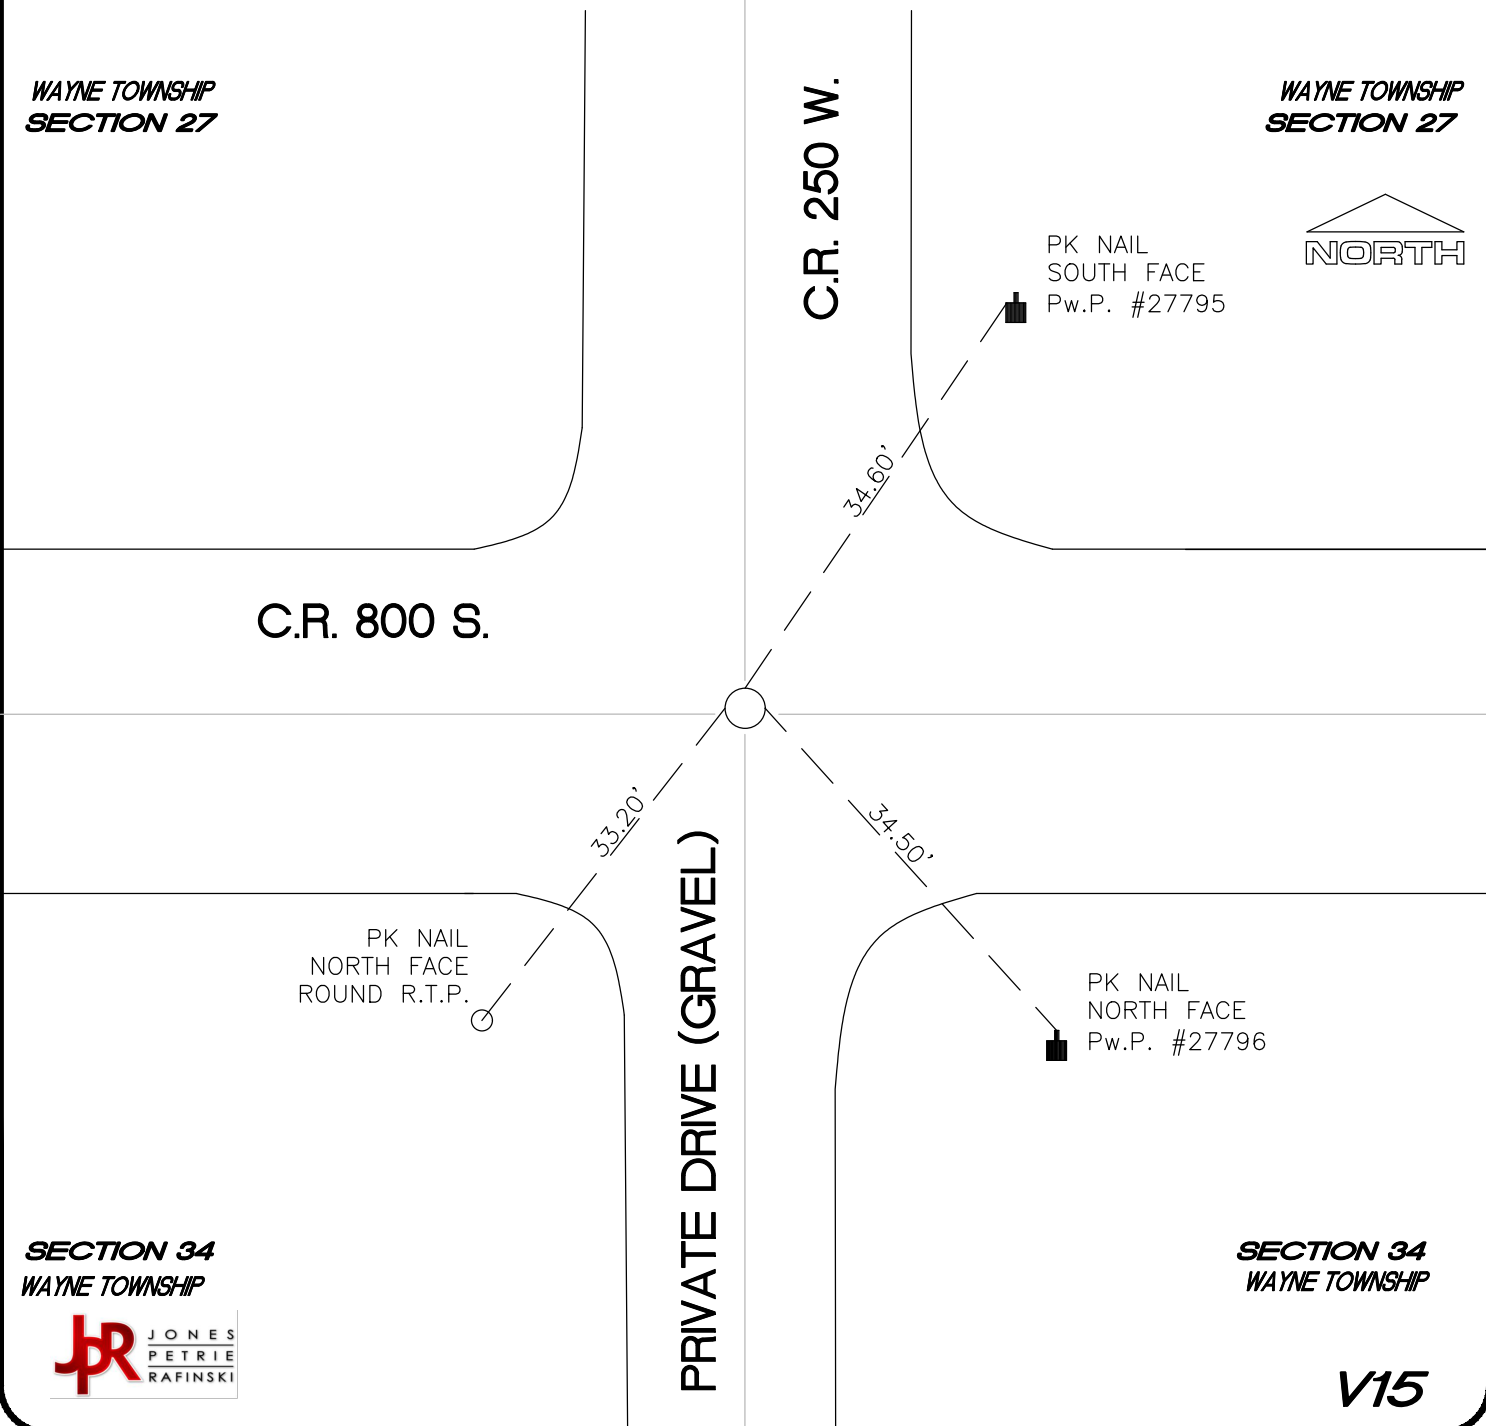 WAYNE TOWNSHIP
SECTION 27
WAYNE TOWNSHIP
SECTION 27
NORTH
C.R. 250 W.
PK NAIL
SOUTH FACE
Pw.P. #27795
34.60'
C.R. 800 S.
33.20'
34.50'
PRIVATE DRIVE (GRAVEL)
PK NAIL
NORTH FACE
ROUND R.T.P.
PK NAIL
NORTH FACE
Pw.P. #27796
SECTION 34
WAYNE TOWNSHIP
SECTION 34
WAYNE TOWNSHIP
JPR
JONES
PETRIE
RAFINSKI
V15